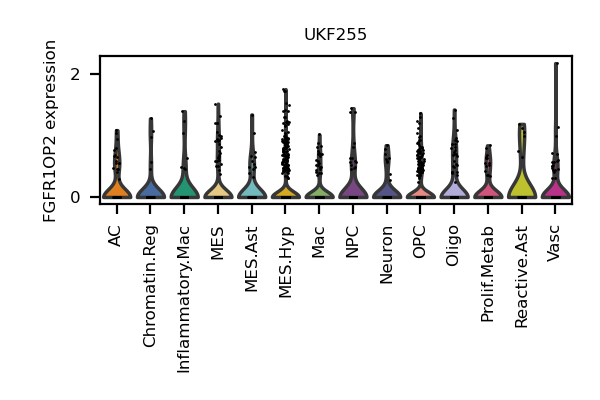 UKF255
FGFR1OP2 expression
2
0
AC
Chromatin.Reg
Inflammatory.Mac
MES
MES.Ast
MES.Hyp
Mac
NPC
Neuron
OPC
Oligo
Prolif.Metab
Reactive.Ast
Vasc